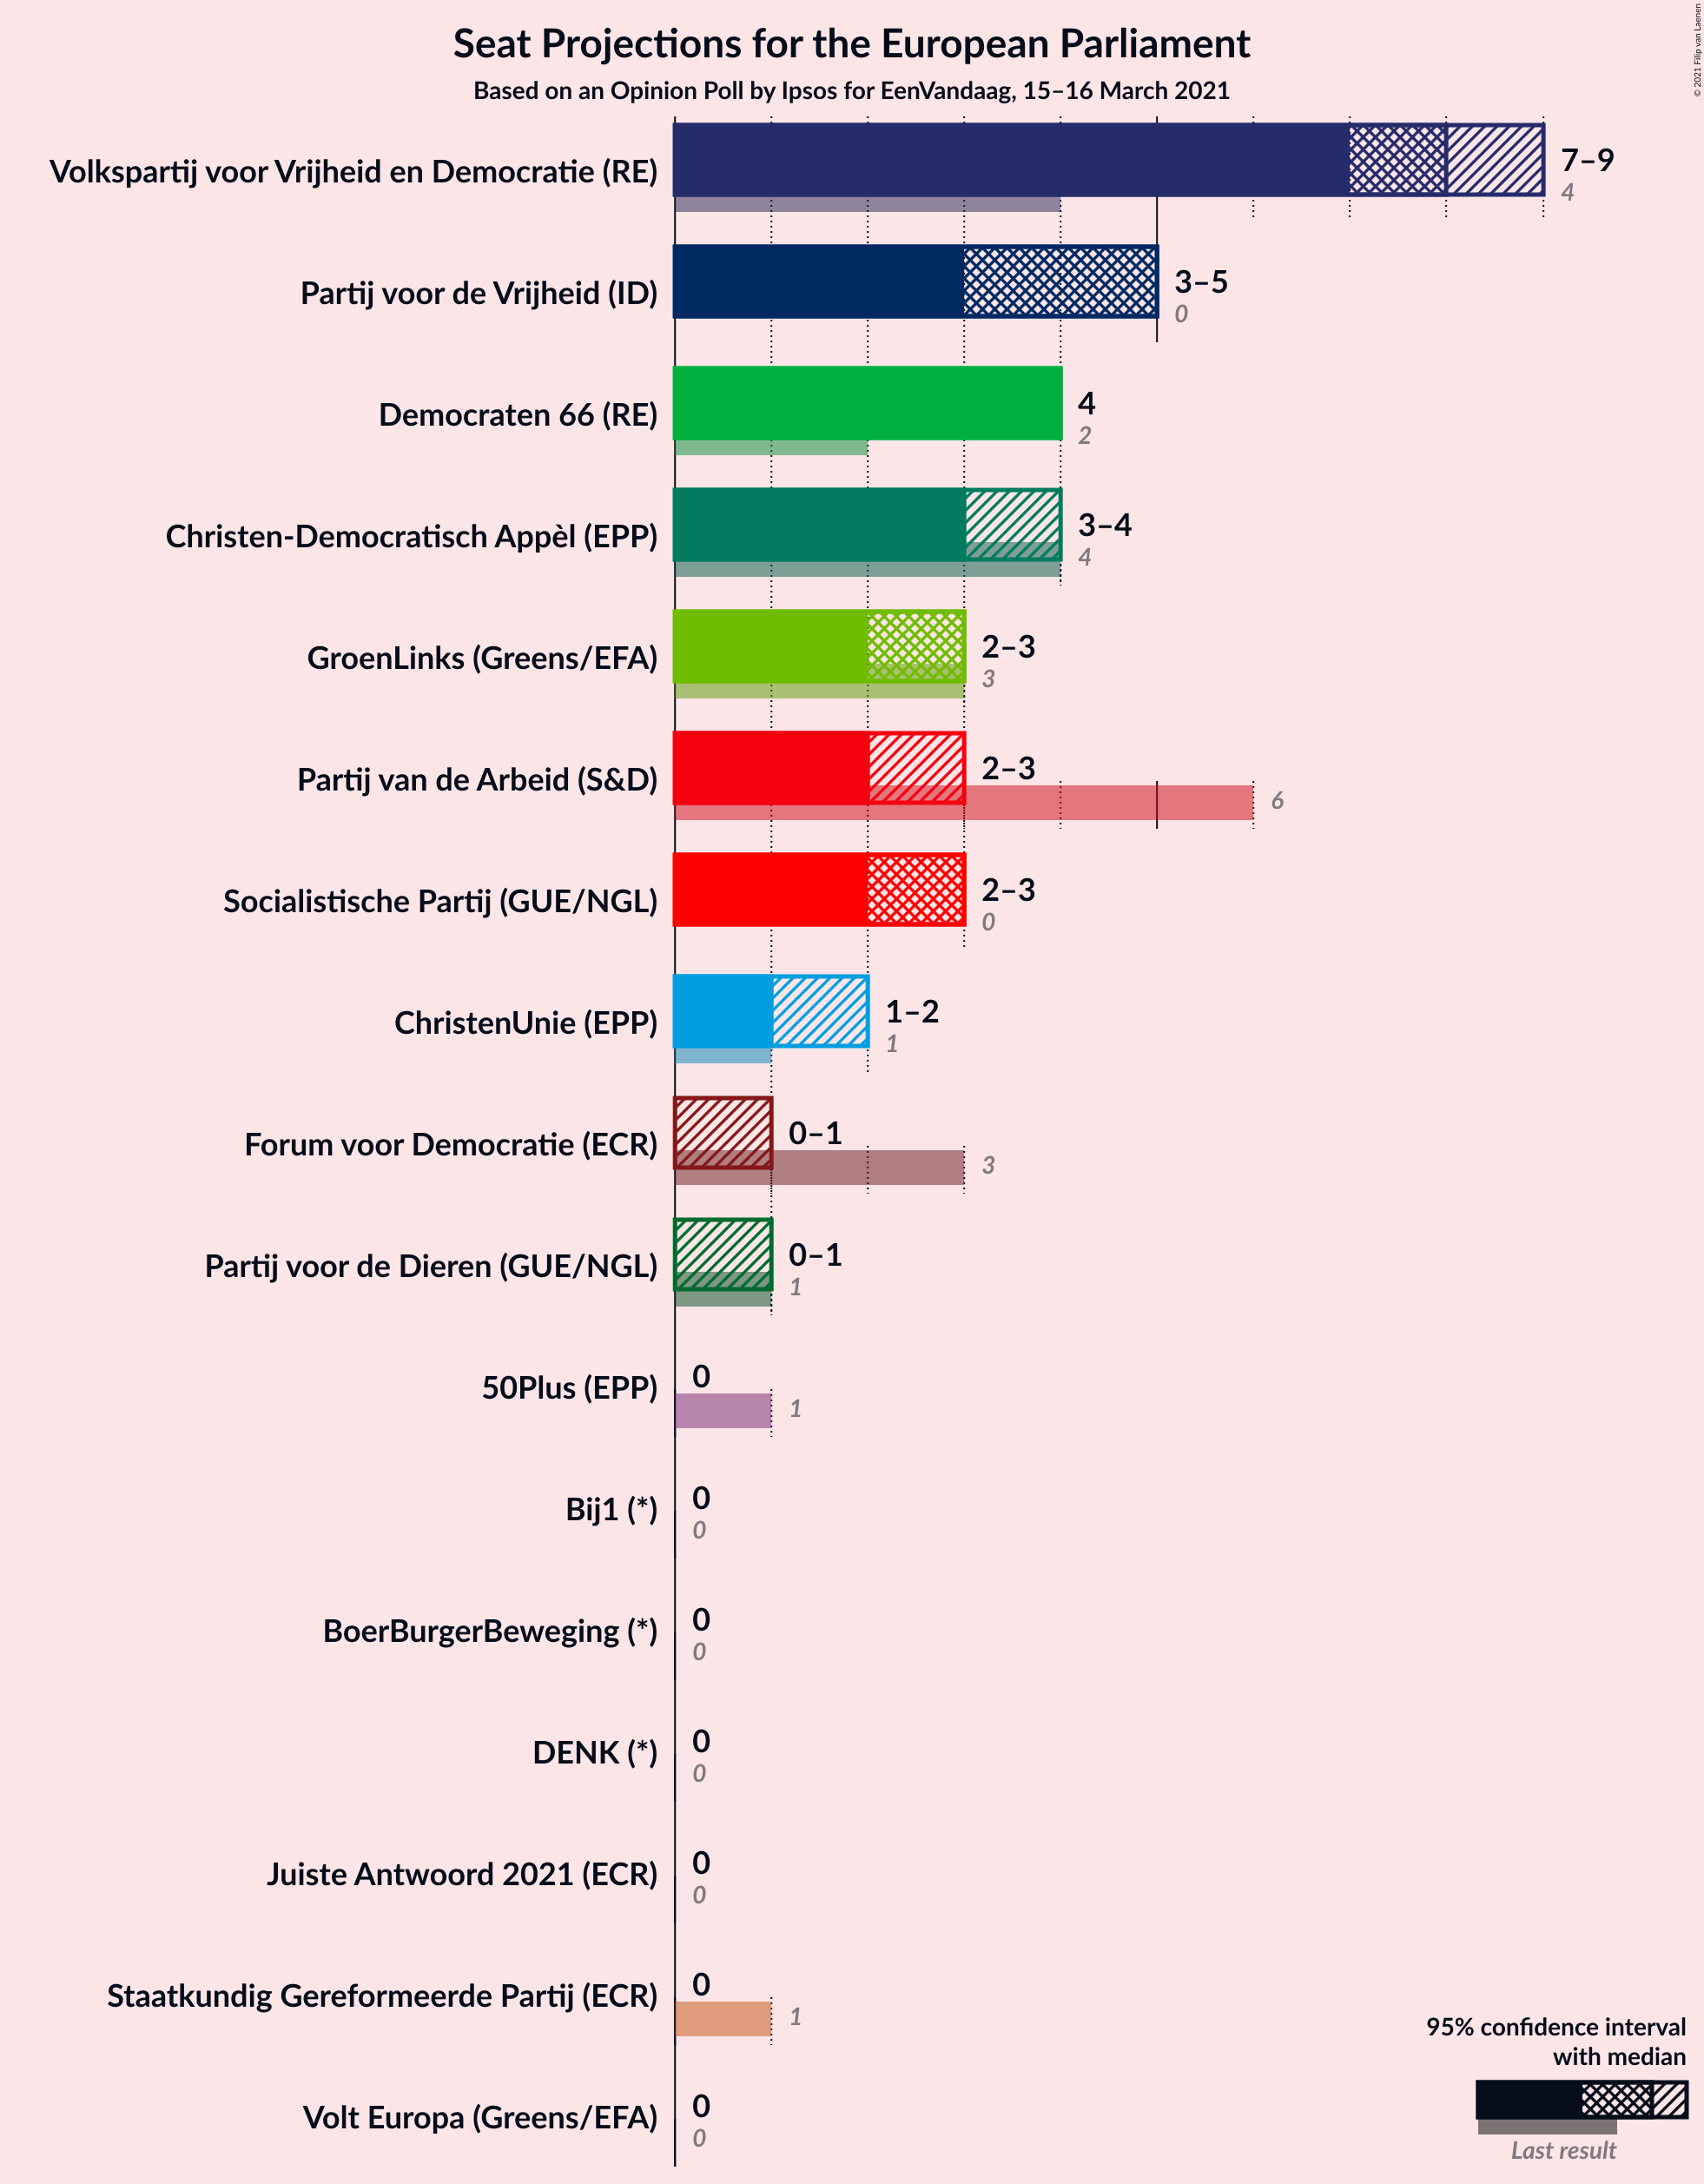 Seat Projections for the European Parliament
Based on an Opinion Poll by Ipsos for EenVandaag, 15–16 March 2021
© 2021 Filip van Laenen
Volkspartij voor Vrijheid en Democratie (RE)
7–9
4
Partij voor de Vrijheid (ID)
3–5
0
Democraten 66 (RE)
4
2
Christen-Democratisch Appèl (EPP)
3–4
4
GroenLinks (Greens/EFA)
2–3
3
Partij van de Arbeid (S&D)
2–3
6
Socialistische Partij (GUE/NGL)
2–3
0
ChristenUnie (EPP)
1–2
1
Forum voor Democratie (ECR)
0–1
3
Partij voor de Dieren (GUE/NGL)
0–1
1
50Plus (EPP)
0
1
Bij1 (*)
0
0
BoerBurgerBeweging (*)
0
0
DENK (*)
0
0
Juiste Antwoord 2021 (ECR)
0
0
Staatkundig Gereformeerde Partij (ECR)
0
1
Volt Europa (Greens/EFA)
0
0
95% confidence interval
with median
Last result